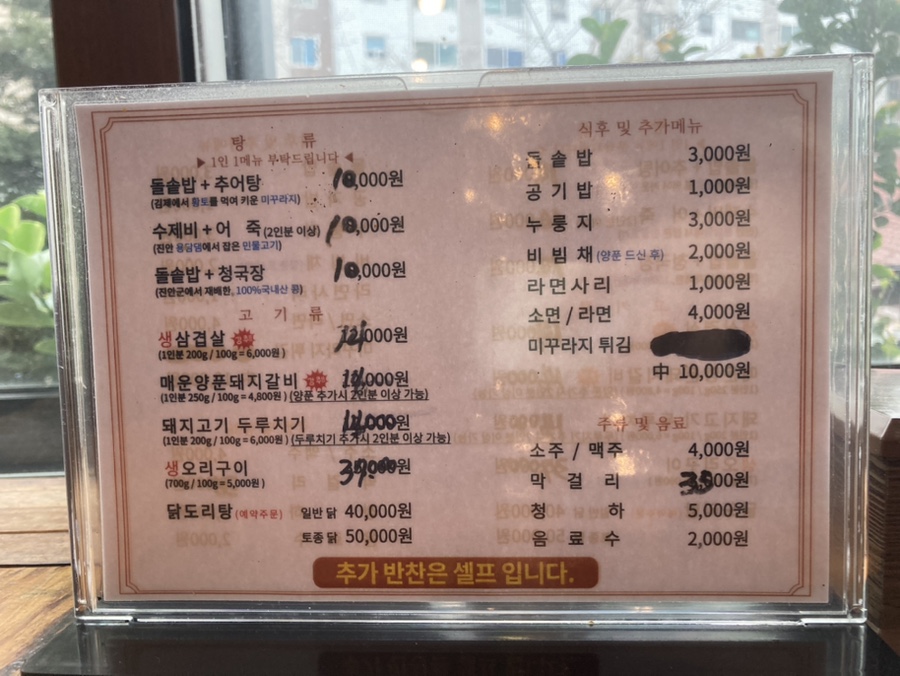 탕 류
▶ 1인 1메뉴 부탁드립니다 ◀
돌솥밥 + 추어탕 10,000원
(김제에서 황토를 먹여 키운 미꾸라지)
수제비 + 어 죽 (2인분 이상) 10,000원
(진안 용담댐에서 잡은 민물고기)
돌솥밥 + 청국장 10,000원
(진안군에서 재배한, 100%국내산 콩)
고 기 류
생삼겹살 000원
(1인분 200g / 100g = 6,000원)
매운양푼돼지갈비 000원
(1인분 250g / 100g = 4,800원) (양푼 추가시 2인분 이상 가능)
돼지고기 두루치기 000원
(1인분 200g / 100g = 6,000원) (두루치기 추가시 2인분 이상 가능)
생오리구이 원
(700g / 100g = 5,000원)
닭도리탕 (예약주문) 일반 닭 40,000원
토종 닭 50,000원
식후 및 추가메뉴
돌 솥 밥 3,000원
공 기 밥 1,000원
누 룽 지 3,000원
비 빔 채 (양푼 드신 후) 2,000원
라면사리 1,000원
소면 / 라면 4,000원
미꾸라지 튀김
中 10,000원
주류 및 음료
소주 / 맥주 4,000원
막 걸 리 00원
청 하 5,000원
음 료 수 2,000원
추가 반찬은 셀프 입니다.